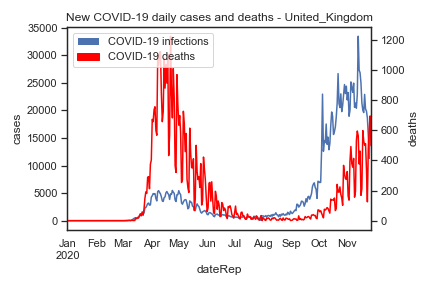 New COVID-19 daily cases and deaths - United_Kingdom
COVID-19 infections
COVID-19 deaths
35000
30000
25000
20000
15000
10000
5000
0
cases
1200
1000
800
600
400
200
0
deaths
Jan Feb Mar Apr May Jun Jul Aug Sep Oct Nov
2020
dateRep